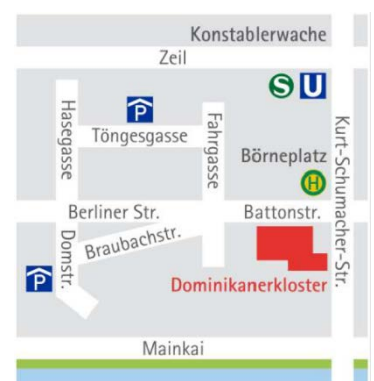 Konstablerwache
Zeil
S U
P
Hasegasse
Töngesgasse
Fahrgasse
Kurt-Schumacher-Str.
Börneplatz
H
Berliner Str.
Battonstr.
Braubachstr.
Domstr.
P
Dominikanerkloster
Mainkai